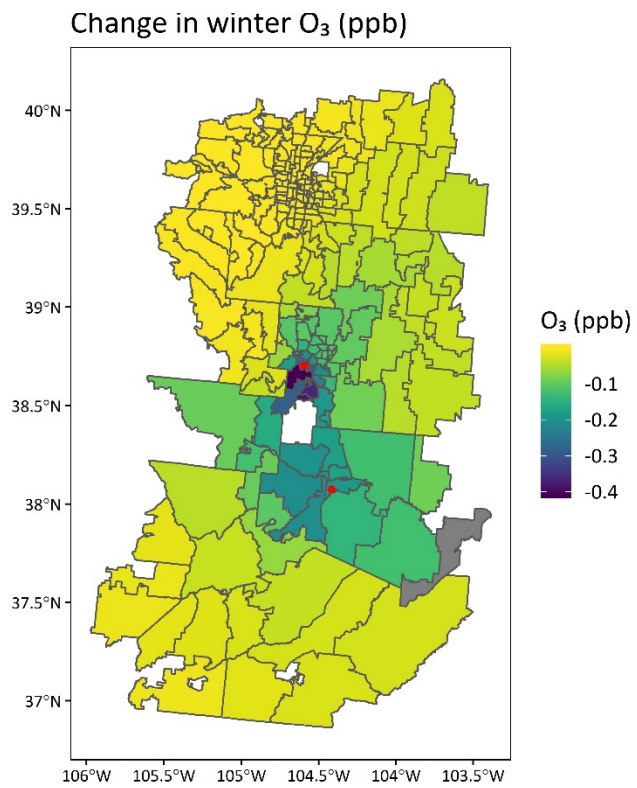 Change in winter O₃ (ppb)
40°N
39.5°N
39°N
38.5°N
38°N
37.5°N
37°N
106°W 105.5°W 105°W 104.5°W 104°W 103.5°W
O₃ (ppb)
-0.1
-0.2
-0.3
-0.4